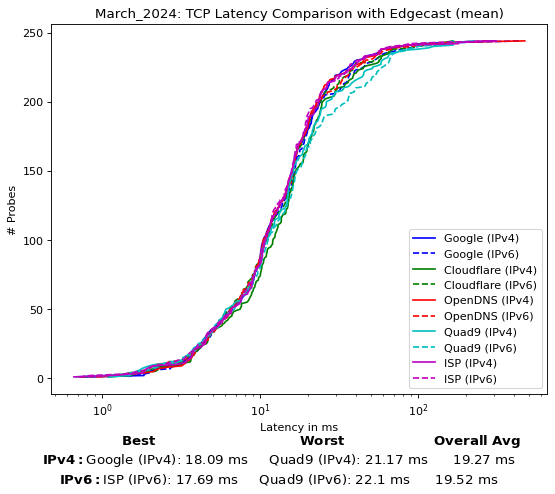 March_2024: TCP Latency Comparison with Edgecast (mean)
250
200
150
100
50
0
# Probes
10⁰ 10¹ 10²
Latency in ms
Google (IPv4)
Google (IPv6)
Cloudflare (IPv4)
Cloudflare (IPv6)
OpenDNS (IPv4)
OpenDNS (IPv6)
Quad9 (IPv4)
Quad9 (IPv6)
ISP (IPv4)
ISP (IPv6)
Best Worst Overall Avg
IPv4: Google (IPv4): 18.09 ms Quad9 (IPv4): 21.17 ms 19.27 ms
IPv6: ISP (IPv6): 17.69 ms Quad9 (IPv6): 22.1 ms 19.52 ms